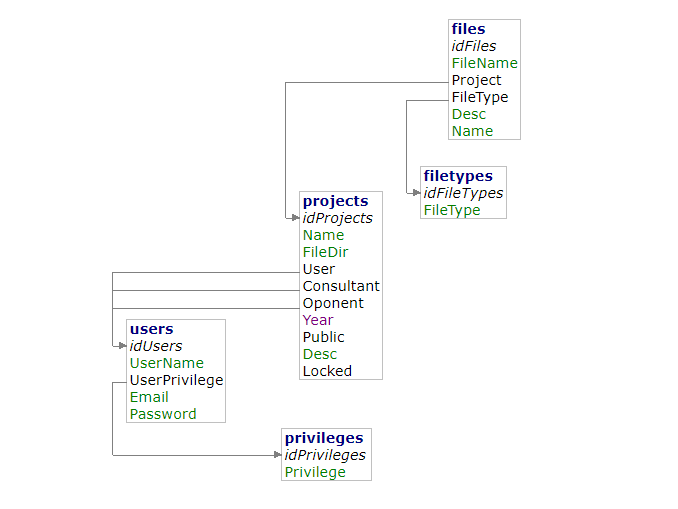 files
idFiles
FileName
Project
FileType
Desc
Name
filetypes
idFileTypes
FileType
projects
idProjects
Name
FileDir
User
Consultant
Oponent
Year
Public
Desc
Locked
users
idUsers
UserName
UserPrivilege
Email
Password
privileges
idPrivileges
Privilege